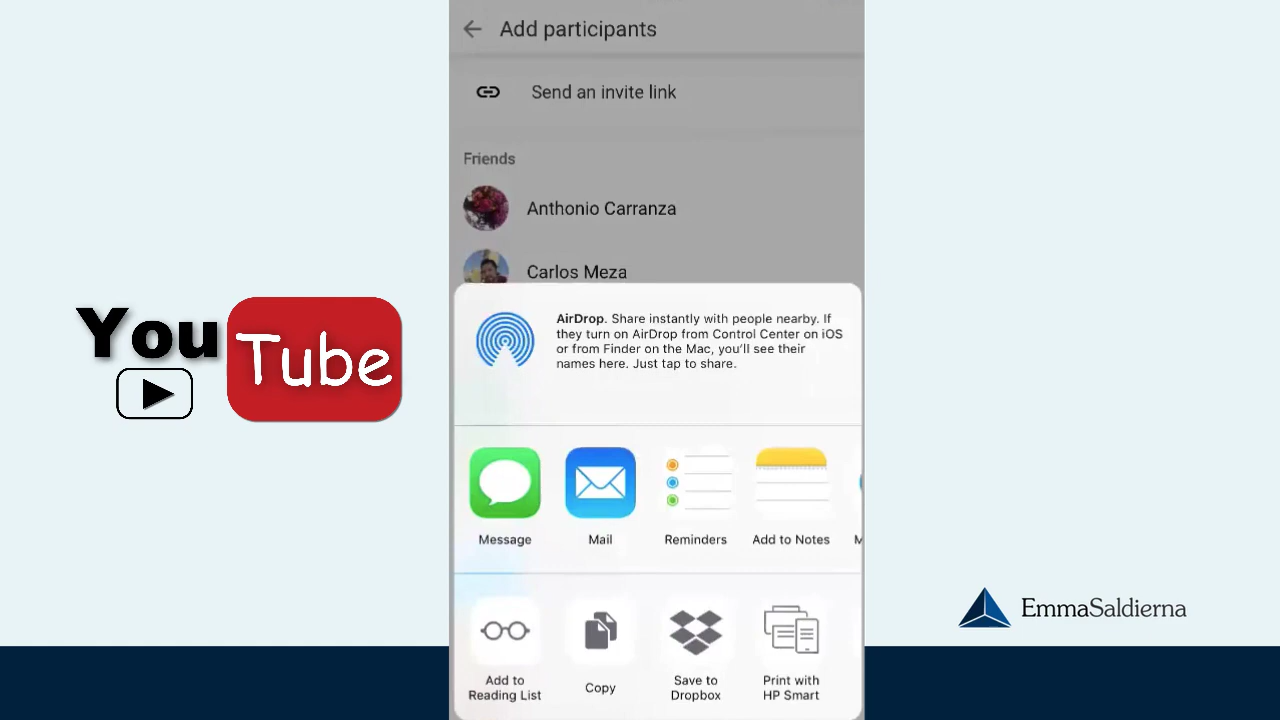 Add participants
Send an invite link
Friends
Anthonio Carranza
Carlos Meza
AirDrop. Share instantly with people nearby. If
they turn on AirDrop from Control Center on iOS
or from Finder on the Mac, you’ll see their
names here. Just tap to share.
You
Tube
Message
Mail
Reminders
Add to Notes
Add to
Reading List
Copy
Save to
Dropbox
Print with
HP Smart
EmmaSaldierna